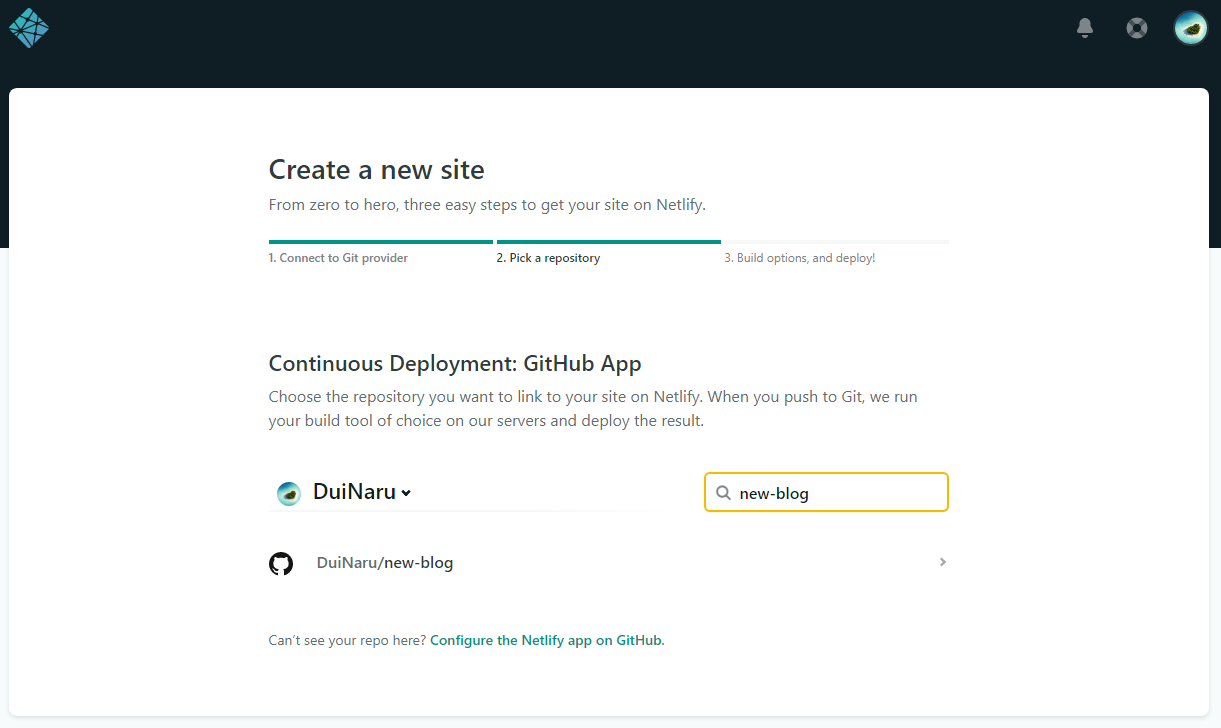 Create a new site
From zero to hero, three easy steps to get your site on Netlify.
1. Connect to Git provider
2. Pick a repository
3. Build options, and deploy!
Continuous Deployment: GitHub App
Choose the repository you want to link to your site on Netlify. When you push to Git, we run
your build tool of choice on our servers and deploy the result.
DuiNaru
new-blog
DuiNaru/new-blog
Can’t see your repo here? Configure the Netlify app on GitHub.